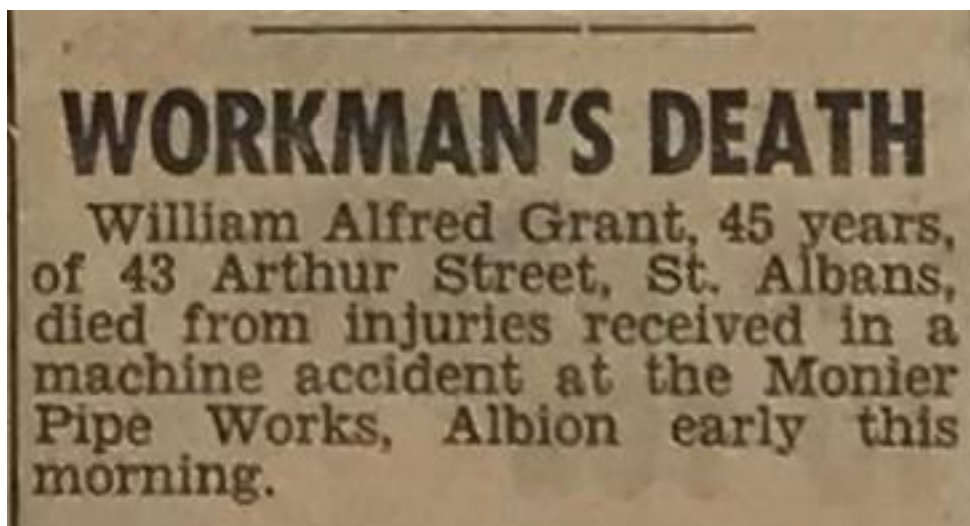 WORKMAN'S DEATH
William Alfred Grant, 45 years,
of 43 Arthur Street, St. Albans,
died from injuries received in a
machine accident at the Monier
Pipe Works, Albion early this
morning.